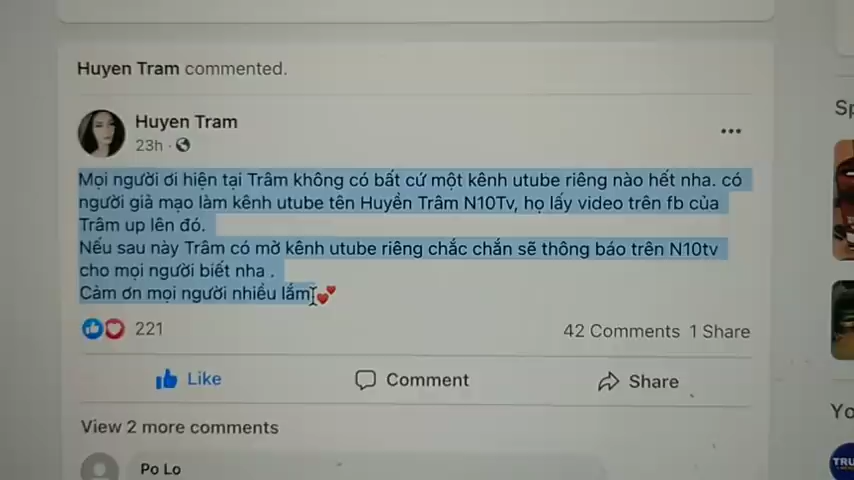 Huyen Tram commented.
Huyen Tram
23h
Mọi người ơi hiện tại Trâm không có bất cứ một kênh utube riêng nào hết nha. có
người giả mạo làm kênh utube tên Huyền Trâm N10Tv, họ lấy video trên fb của
Trâm up lên đó.
Nếu sau này Trâm có mở kênh utube riêng chắc chắn sẽ thông báo trên N10tv
cho mọi người biết nha .
Cảm ơn mọi người nhiều lắm
221
42 Comments 1 Share
Like Comment Share
View 2 more comments
Po Lo
Sp
Yo
TRU